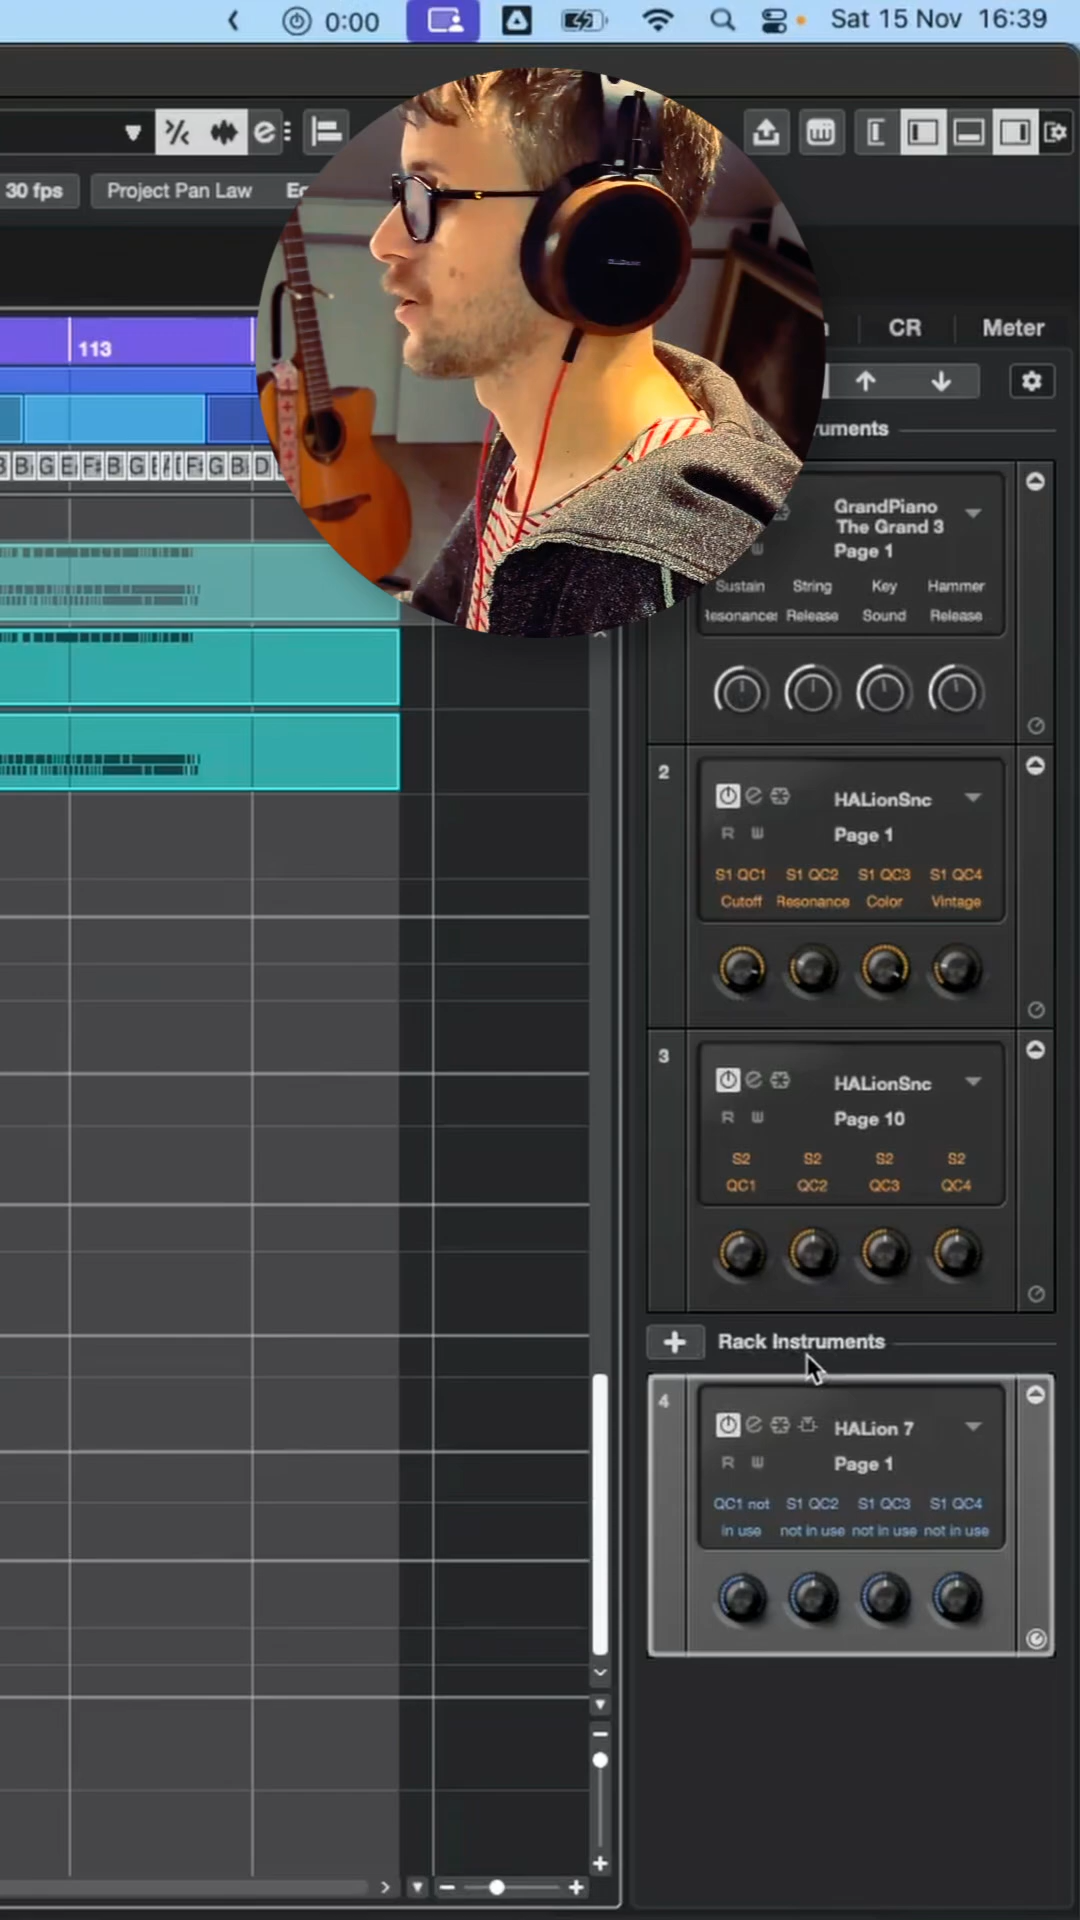 0:00 Sat 15 Nov 16:39
30 fps Project Pan Law
CR Meter
113
GrandPiano
The Grand 3
Page 1
Sustain String Key Hammer
Resonances Release Sound Release
2
HALionSnc
R W Page 1
S1 QC1 S1 QC2 S1 QC3 S1 QC4
Cutoff Resonance Color Vintage
3
HALionSnc
R W Page 10
S2 S2 S2 S2
QC1 QC2 QC3 QC4
Rack Instruments
4
HALion 7
R W Page 1
QC1 not S1 QC2 S1 QC3 S1 QC4
in use not in use not in use not in use